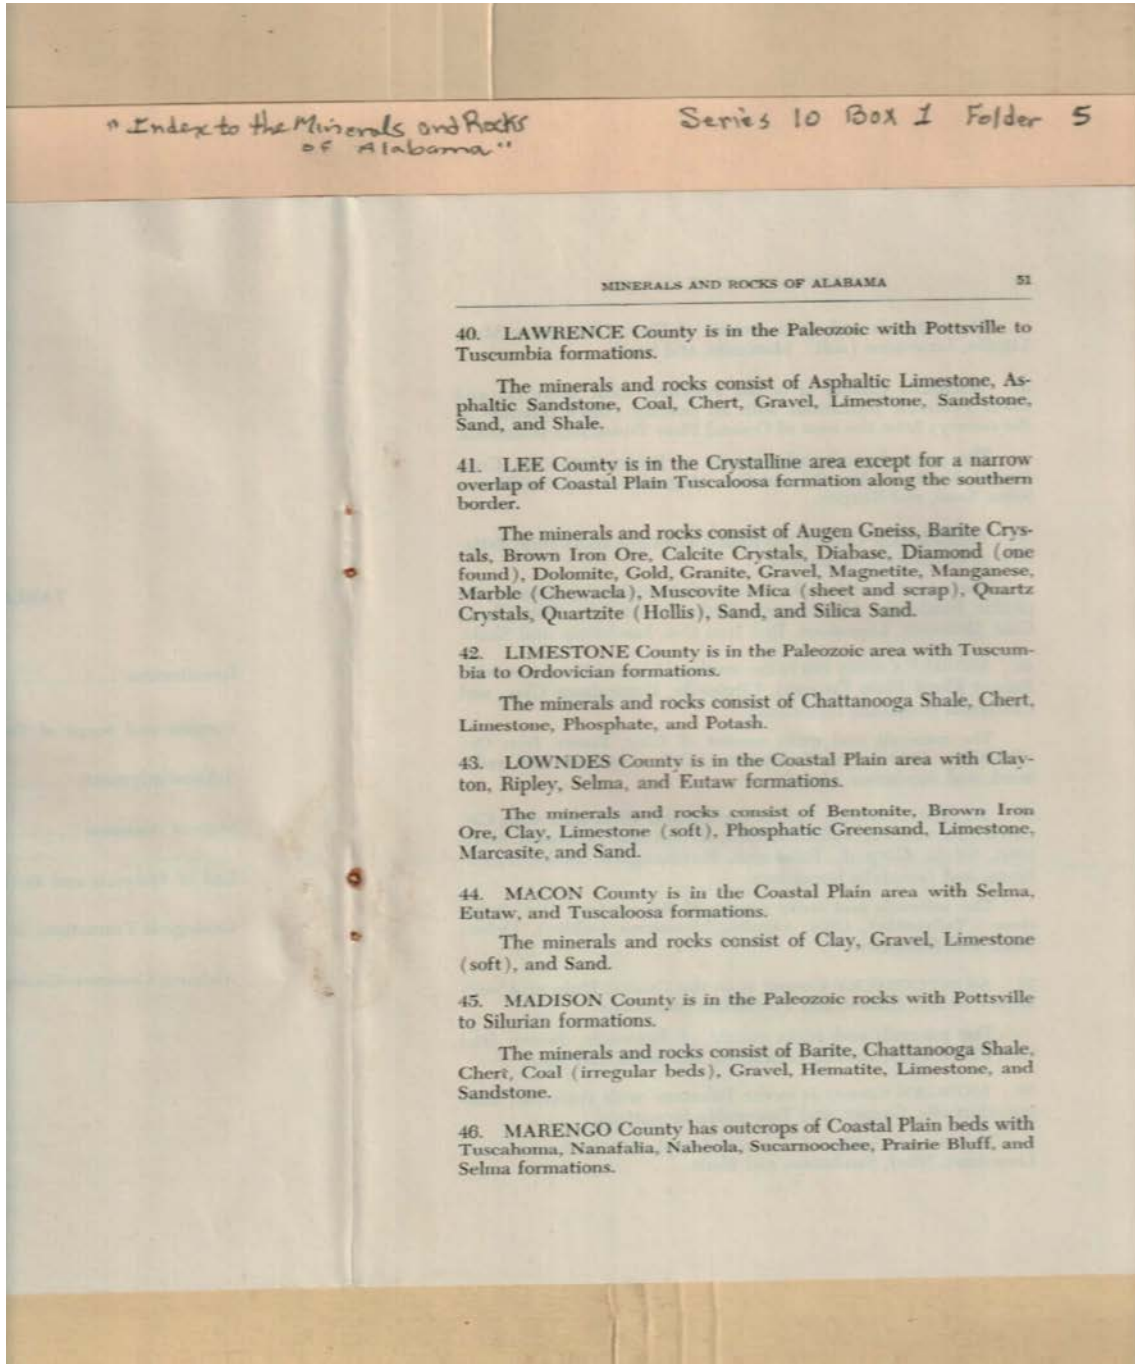 "Index to the Minerals and Rocks
of Alabama"
Series 10 Box 1 Folder 5
MINERALS AND ROCKS OF ALABAMA 51
40. LAWRENCE County is in the Paleozoic with Pottsville to
Tuscumbia formations.
The minerals and rocks consist of Asphaltic Limestone, As-
phaltic Sandstone, Coal, Chert, Gravel, Limestone, Sandstone,
Sand, and Shale.
41. LEE County is in the Crystalline area except for a narrow
overlap of Coastal Plain Tuscaloosa formation along the southern
border.
The minerals and rocks consist of Augen Gneiss, Barite Crys-
tals, Brown Iron Ore, Calcite Crystals, Diabase, Diamond (one
found), Dolomite, Gold, Granite, Gravel, Magnetite, Manganese,
Marble (Chewacla), Muscovite Mica (sheet and scrap), Quartz
Crystals, Quartzite (Hollis), Sand, and Silica Sand.
42. LIMESTONE County is in the Paleozoic area with Tuscum-
bia to Ordovician formations.
The minerals and rocks consist of Chattanooga Shale, Chert,
Limestone, Phosphate, and Potash.
43. LOWNDES County is in the Coastal Plain area with Clay-
ton, Ripley, Selma, and Eutaw formations.
The minerals and rocks consist of Bentonite, Brown Iron
Ore, Clay, Limestone (soft), Phosphatic Greensand, Limestone,
Marcasite, and Sand.
44. MACON County is in the Coastal Plain area with Selma,
Eutaw, and Tuscaloosa formations.
The minerals and rocks consist of Clay, Gravel, Limestone
(soft), and Sand.
45. MADISON County is in the Paleozoic rocks with Pottsville
to Silurian formations.
The minerals and rocks consist of Barite, Chattanooga Shale,
Chert, Coal (irregular beds), Gravel, Hematite, Limestone, and
Sandstone.
46. MARENGO County has outcrops of Coastal Plain beds with
Tuscahoma, Nanafalia, Naheola, Sucarnoochee, Prairie Bluff, and
Selma formations.